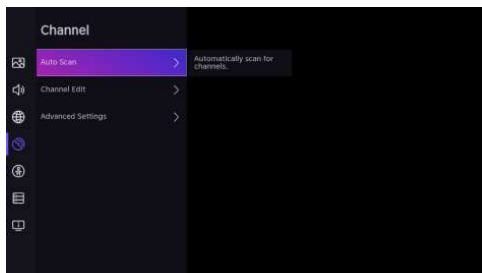 Channel
Auto Scan
Automatically scan for
channels.
Channel Edit
Advanced Settings